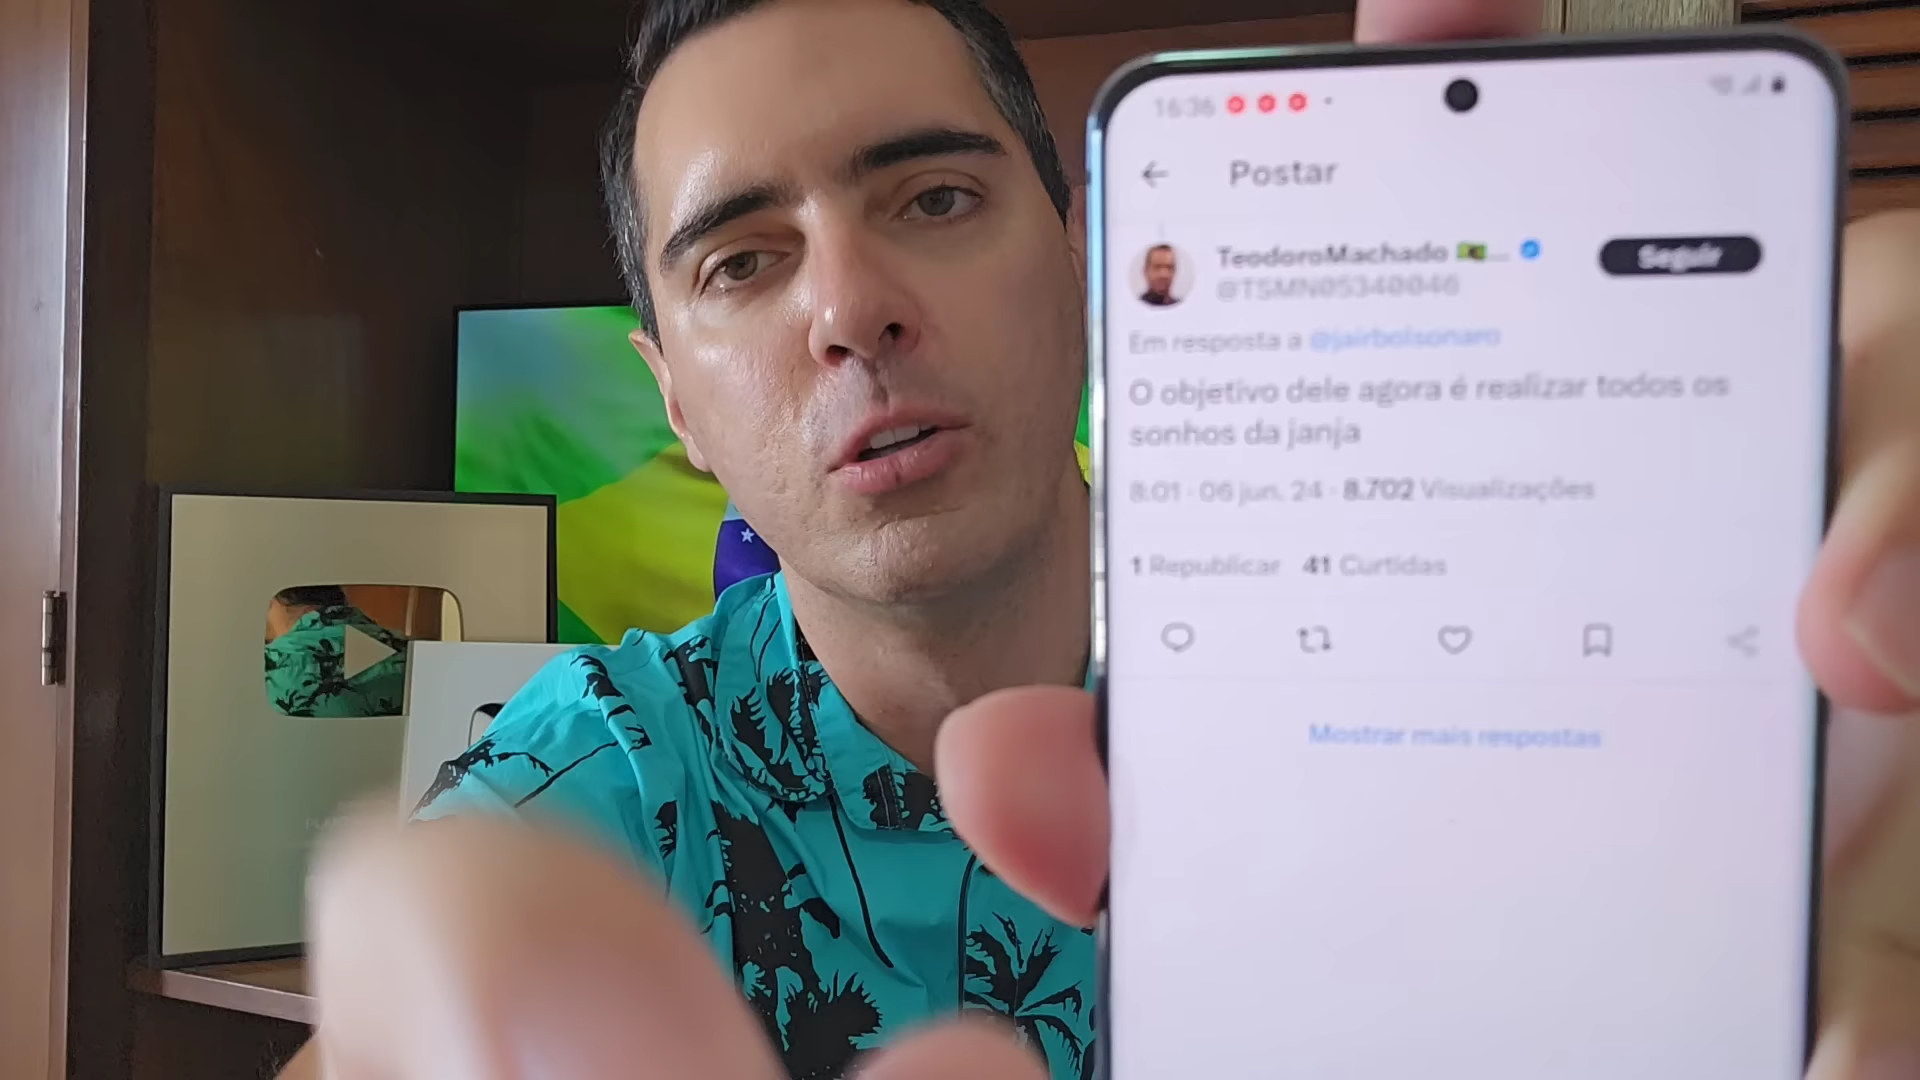 16:36
Postar
TeodoroMachado
@TSMN05340046
Seguir
Em resposta a @jairbolsonaro
O objetivo dele agora é realizar todos os
sonhos da janja
8:01 · 06 jun. 24 · 8.702 Visualizações
1 Republicar 41 Curtidas
Mostrar mais respostas